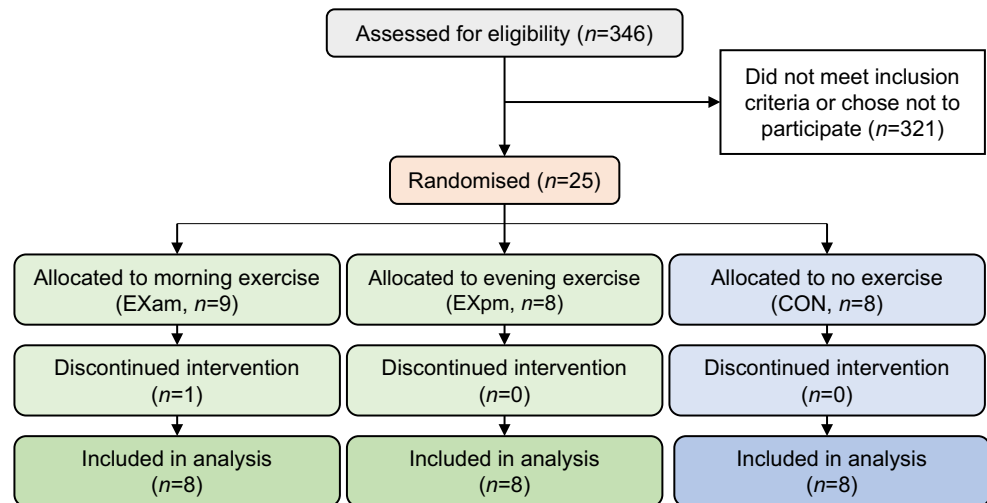 Assessed for eligibility (n=346)
Did not meet inclusion
criteria or chose not to
participate (n=321)
Randomised (n=25)
Allocated to morning exercise
(EXam, n=9)
Allocated to evening exercise
(EXpm, n=8)
Allocated to no exercise
(CON, n=8)
Discontinued intervention
(n=1)
Discontinued intervention
(n=0)
Discontinued intervention
(n=0)
Included in analysis
(n=8)
Included in analysis
(n=8)
Included in analysis
(n=8)